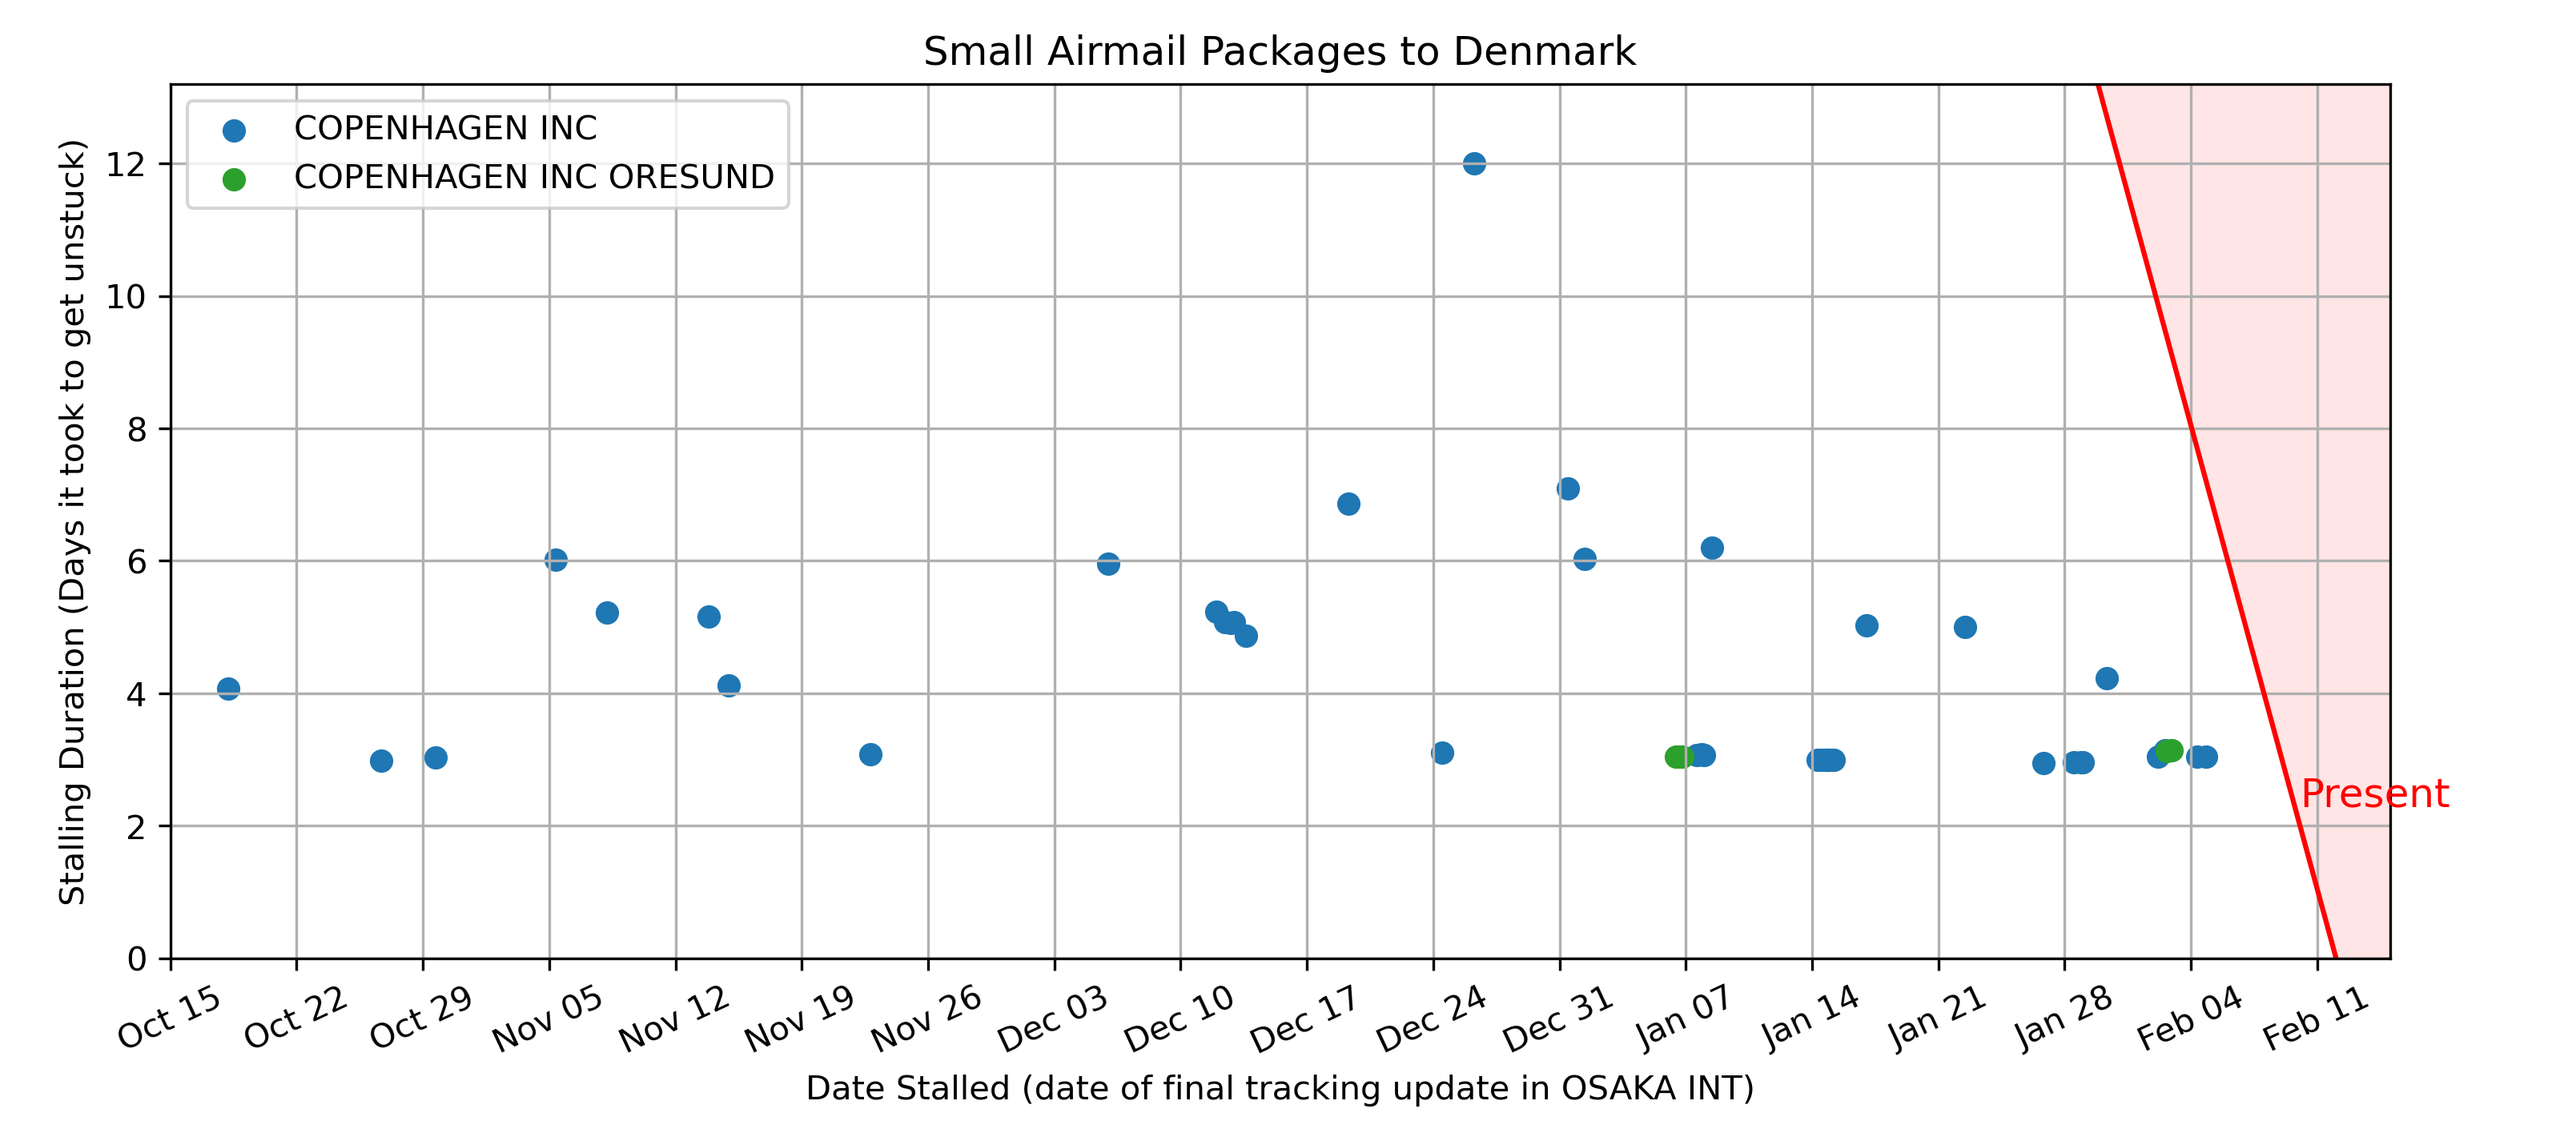 Small Airmail Packages to Denmark
COPENHAGEN INC
COPENHAGEN INC ORESUND
Stalling Duration (Days it took to get unstuck)
12
10
8
6
4
2
0
Present
Oct 15
Oct 22
Oct 29
Nov 05
Nov 12
Nov 19
Nov 26
Dec 03
Dec 10
Dec 17
Dec 24
Dec 31
Jan 07
Jan 14
Jan 21
Jan 28
Feb 04
Feb 11
Date Stalled (date of final tracking update in OSAKA INT)